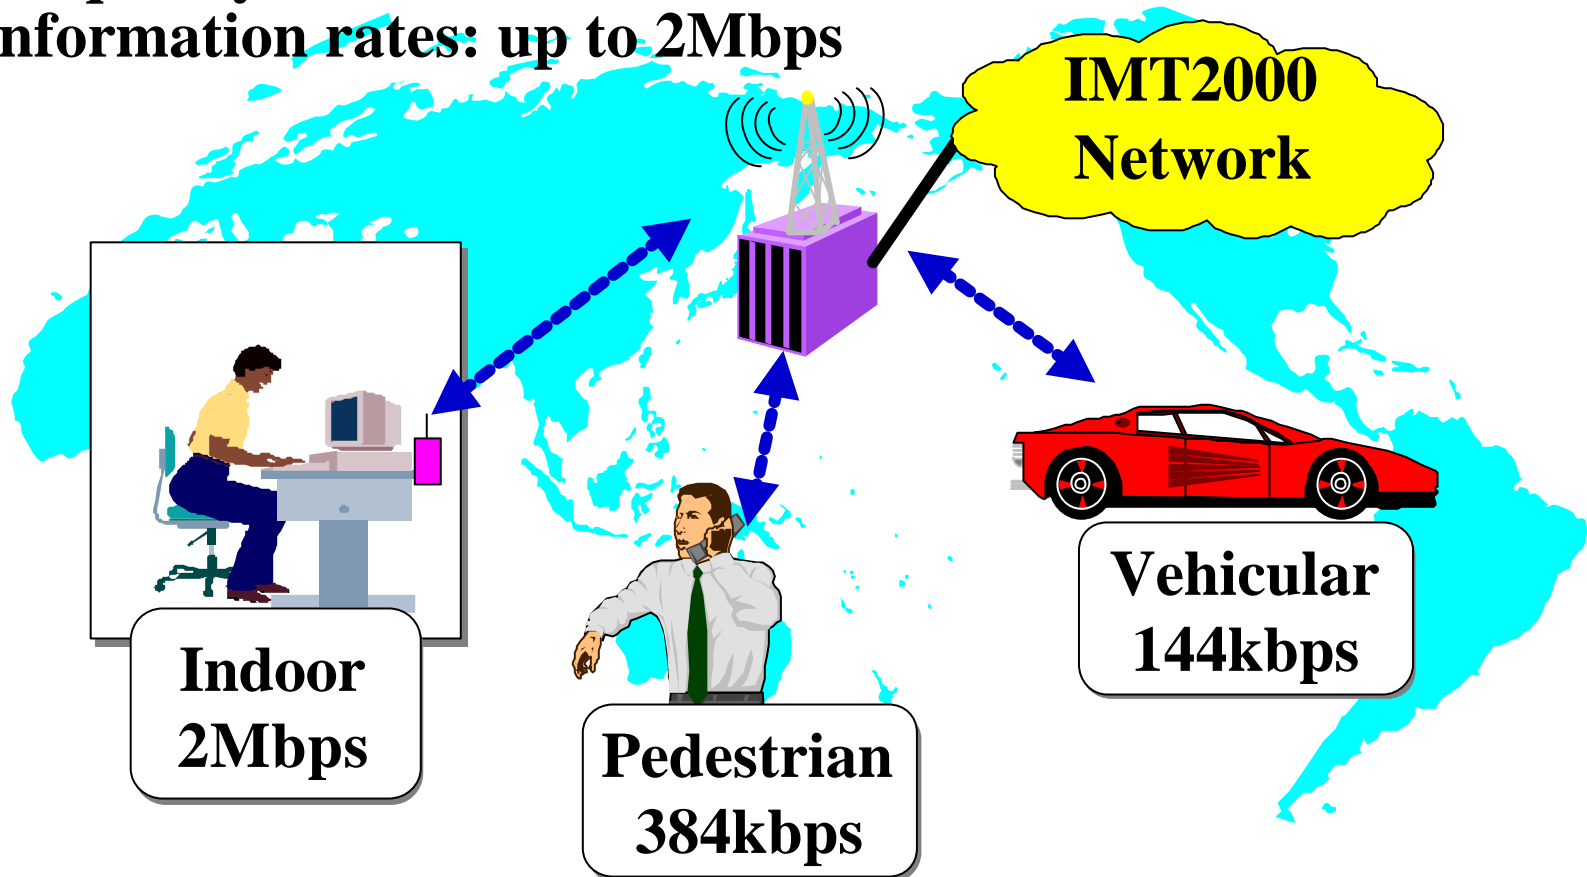 nformation rates: up to 2Mbps
IMT2000
Network
Indoor
2Mbps
Pedestrian
384kbps
Vehicular
144kbps